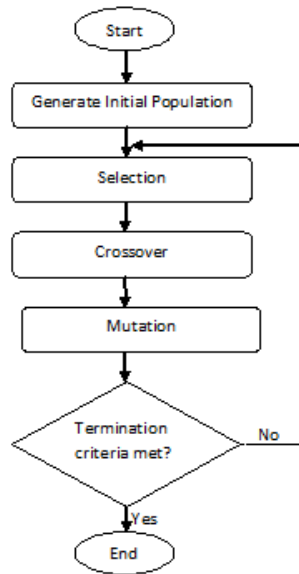 Start
Generate Initial Population
Selection
Crossover
Mutation
Termination
criteria met?
No
Yes
End